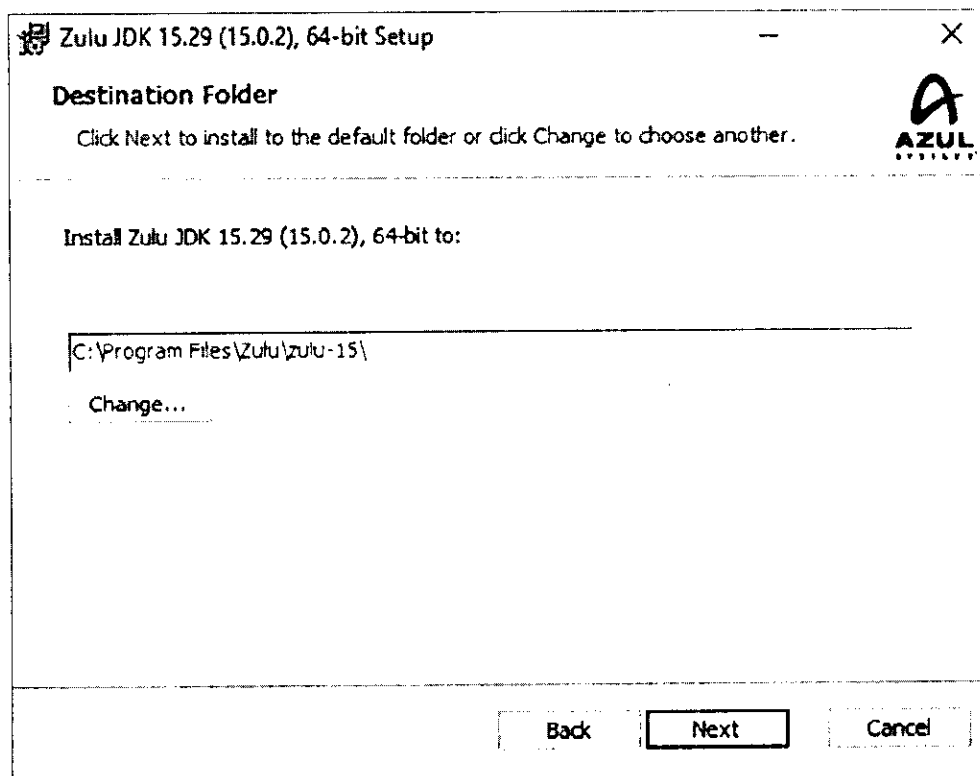 Zulu JDK 15.29 (15.0.2), 64-bit Setup
Destination Folder
Click Next to install to the default folder or click Change to choose another.
AZUL
SYSTEMS
Install Zulu JDK 15.29 (15.0.2), 64-bit to:
C:\Program Files\Zulu\zulu-15\
Change...
Back Next Cancel